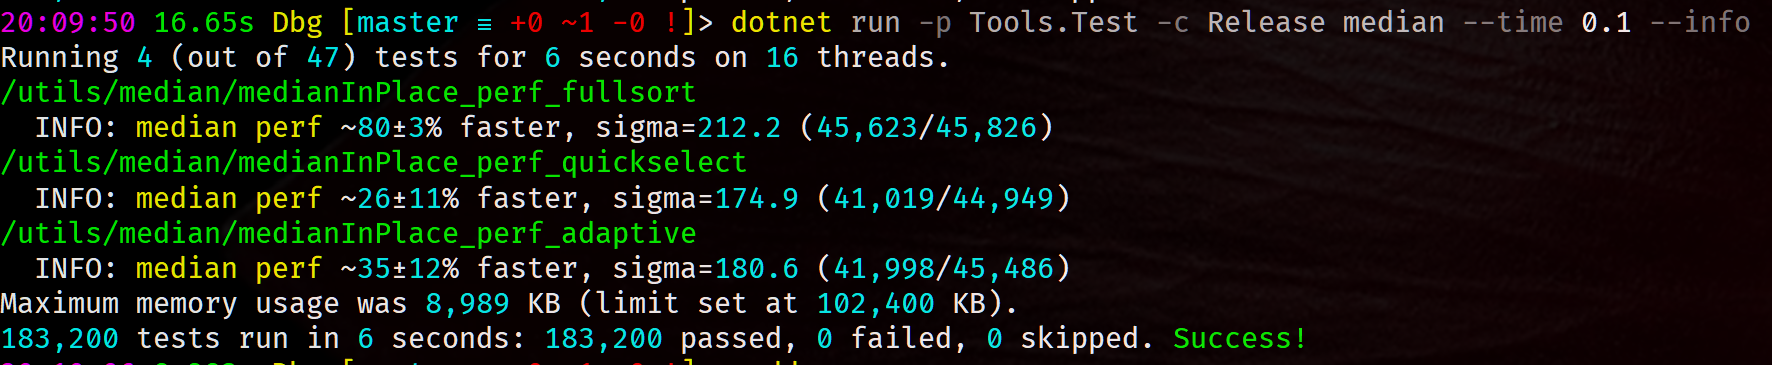 20:09:50 16.65s Dbg [master ≡ +0 ~1 -0 !]> dotnet run -p Tools.Test -c Release median --time 0.1 --info
Running 4 (out of 47) tests for 6 seconds on 16 threads.
/utils/median/medianInPlace_perf_fullsort
  INFO: median perf ~80±3% faster, sigma=212.2 (45,623/45,826)
/utils/median/medianInPlace_perf_quickselect
  INFO: median perf ~26±11% faster, sigma=174.9 (41,019/44,949)
/utils/median/medianInPlace_perf_adaptive
  INFO: median perf ~35±12% faster, sigma=180.6 (41,998/45,486)
Maximum memory usage was 8,989 KB (limit set at 102,400 KB).
183,200 tests run in 6 seconds: 183,200 passed, 0 failed, 0 skipped. Success!